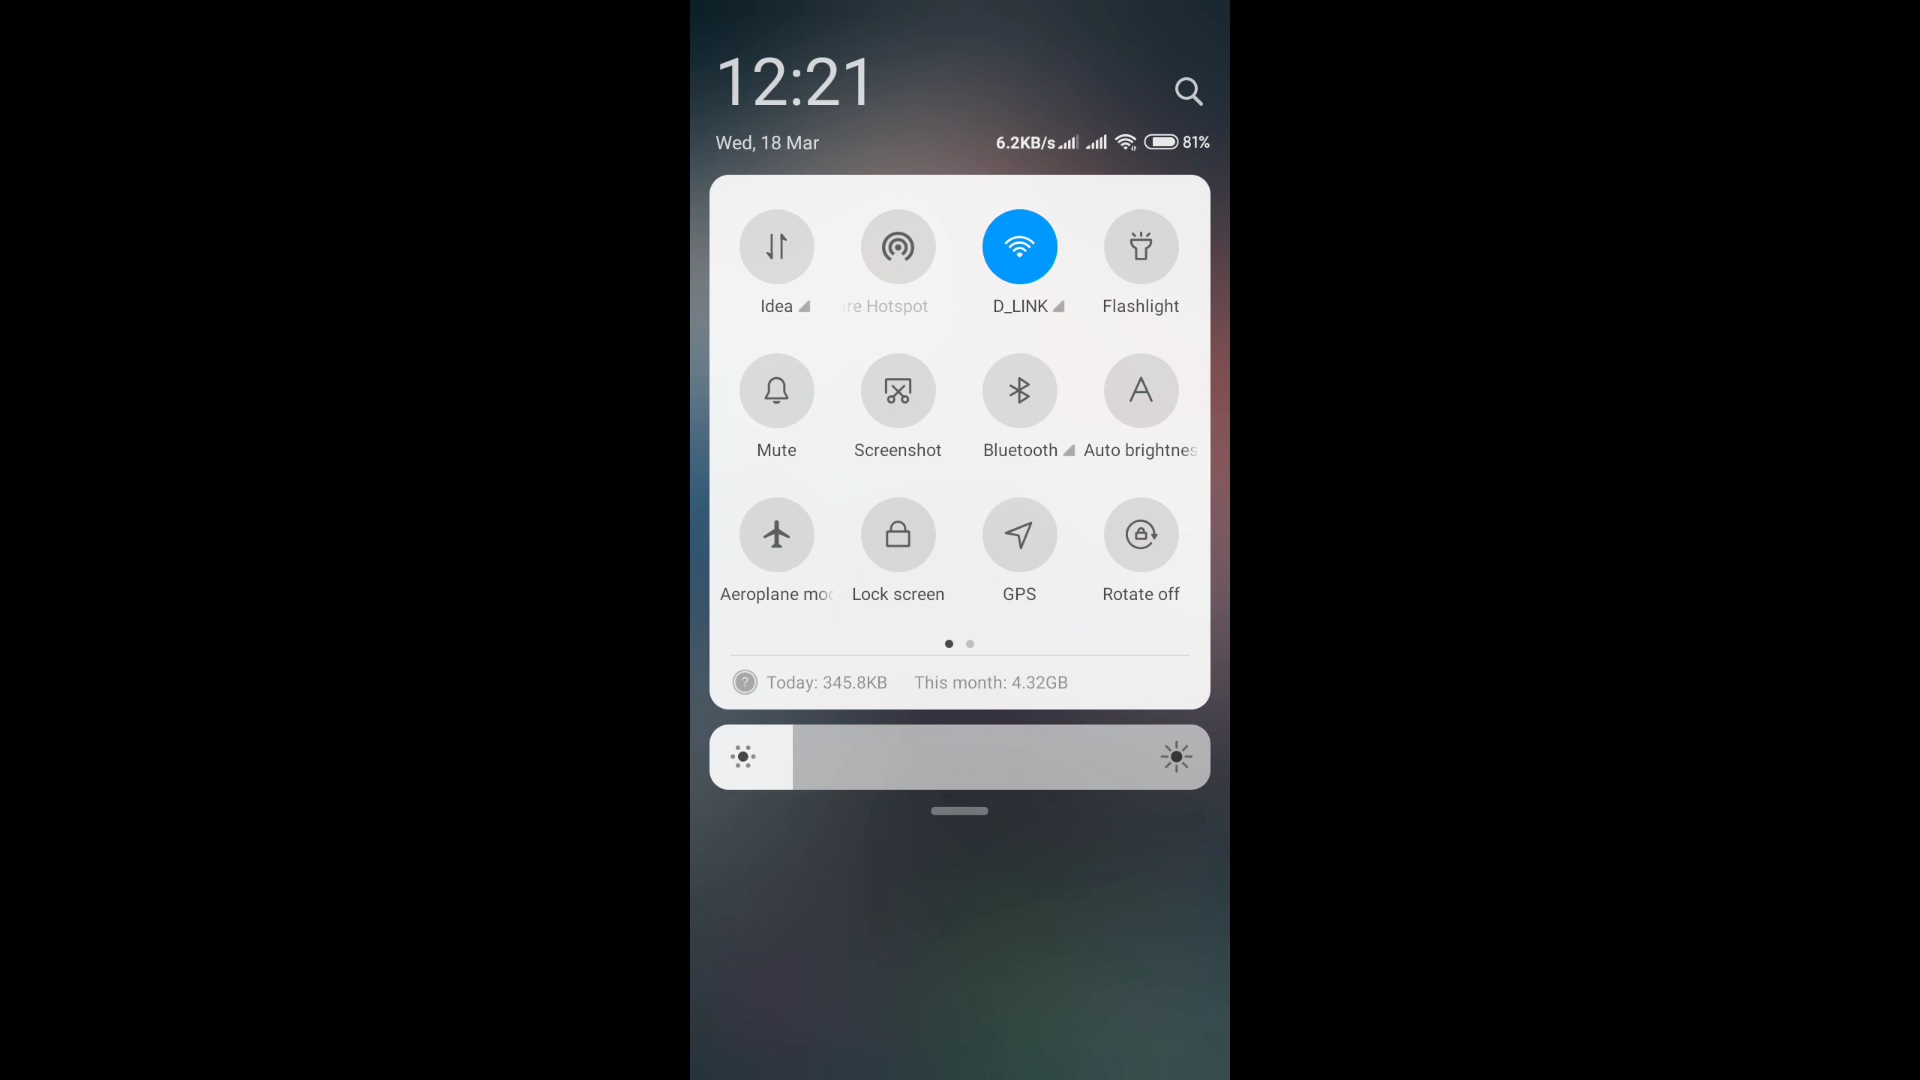 12:21
Wed, 18 Mar 6.2KB/s 81%
Idea Hotspot D_LINK Flashlight
Mute Screenshot Bluetooth Auto brightnes
Aeroplane mo Lock screen GPS Rotate off
? Today: 345.8KB This month: 4.32GB